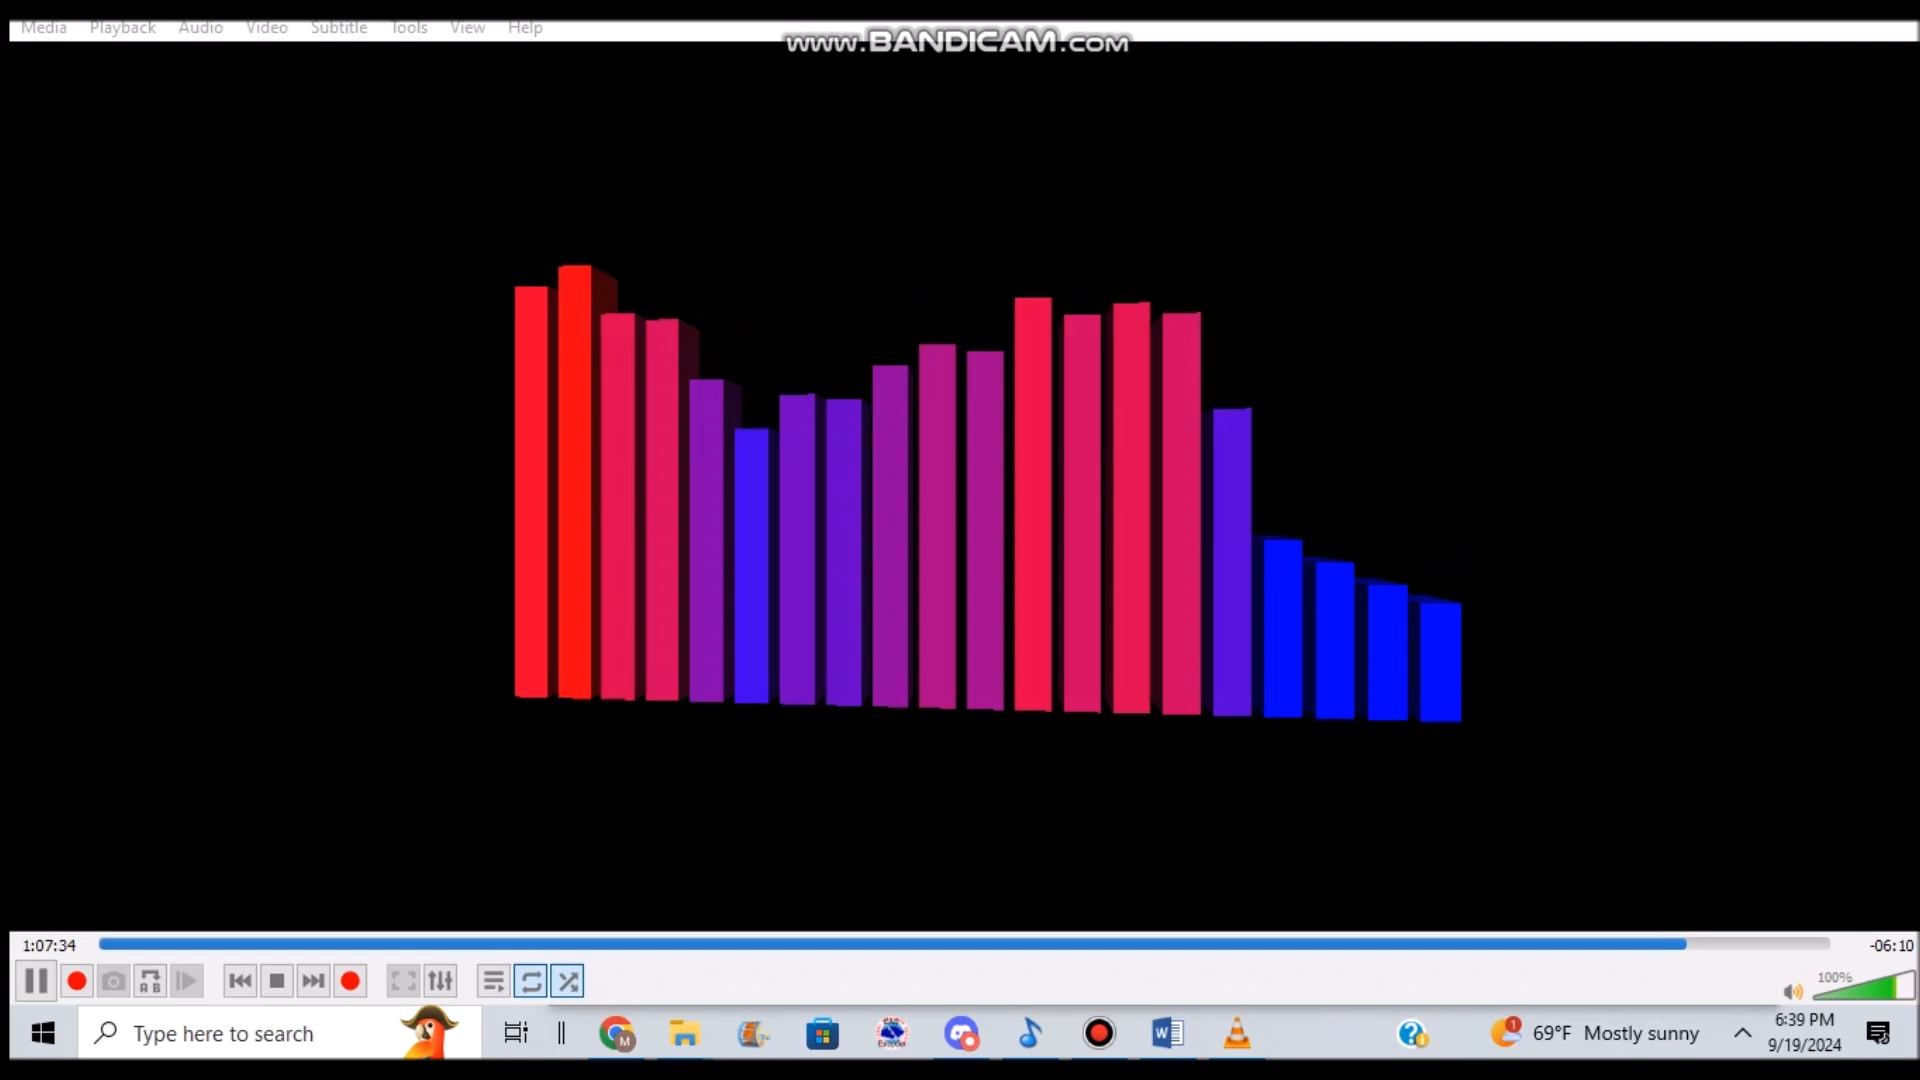 Media Playback Audio Video Subtitle Tools View Help
www.BANDICAM.com
1:07:34
-06:10
A B
100%
Type here to search
M
W
1
69°F Mostly sunny
6:39 PM
9/19/2024